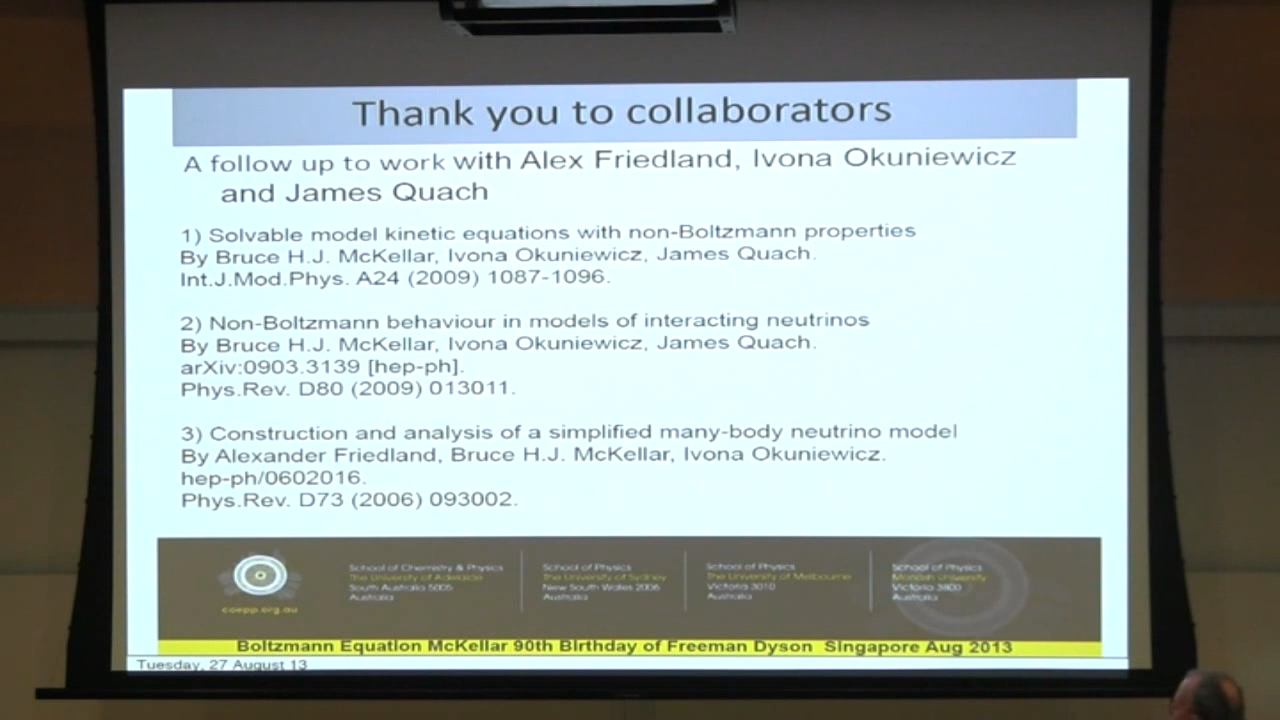 Thank you to collaborators
A follow up to work with Alex Friedland, Ivona Okuniewicz
and James Quach
1) Solvable model kinetic equations with non-Boltzmann properties
By Bruce H.J. McKellar, Ivona Okuniewicz, James Quach.
Int.J.Mod.Phys. A24 (2009) 1087-1096.
2) Non-Boltzmann behaviour in models of interacting neutrinos
By Bruce H.J. McKellar, Ivona Okuniewicz, James Quach.
arXiv:0903.3139 [hep-ph].
Phys.Rev. D80 (2009) 013011.
3) Construction and analysis of a simplified many-body neutrino model
By Alexander Friedland, Bruce H.J. McKellar, Ivona Okuniewicz.
hep-ph/0602016.
Phys.Rev. D73 (2006) 093002.
coepp.org.au
School of Chemistry & Physics
The University of Adelaide
South Australia 5005
Australia
School of Physics
The University of Sydney
New South Wales 2006
Australia
School of Physics
The University of Melbourne
Victoria 3010
Australia
School of Physics
Monash University
Victoria 3800
Australia
Boltzmann Equation McKellar 90th Birthday of Freeman Dyson Singapore Aug 2013
Tuesday, 27 August 13